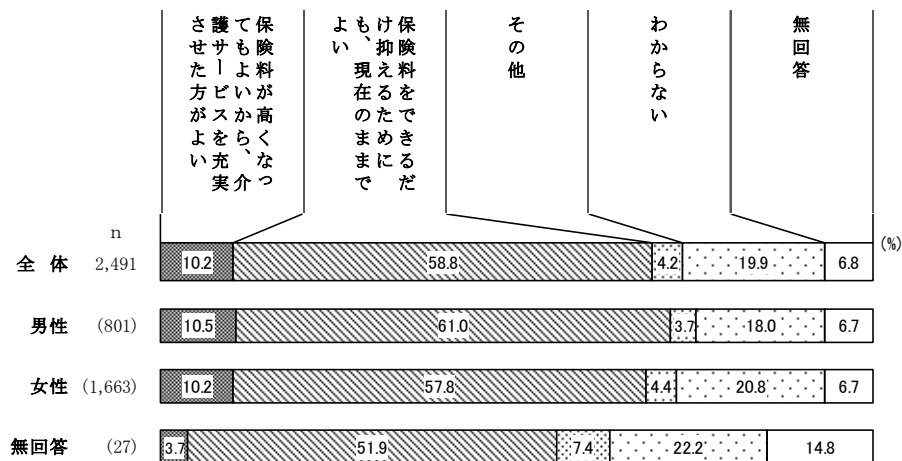 保険料が高くなっ
てもよいから、介
護サービスを充実
させた方がよい
保険料をできるだ
け抑えるために
も、現在のままで
よい
その他
わからない
無回答
(%)
n
全体 2,491 10.2 58.8 4.2 19.9 6.8
男性 (801) 10.5 61.0 3.7 18.0 6.7
女性 (1,663) 10.2 57.8 4.4 20.8 6.7
無回答 (27) 3.7 51.9 7.4 22.2 14.8